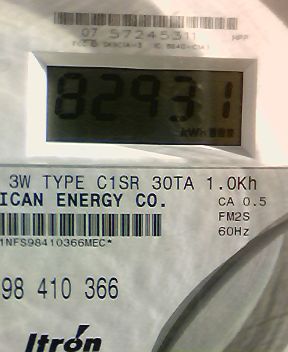 07 57245311 HPP
82931
kWh
3W TYPE C1SR 30TA 1.0Kh
ICAN ENERGY CO. CA 0.5
FM2S
1NFS98410366MEC* 60Hz
98 410 366
Itron